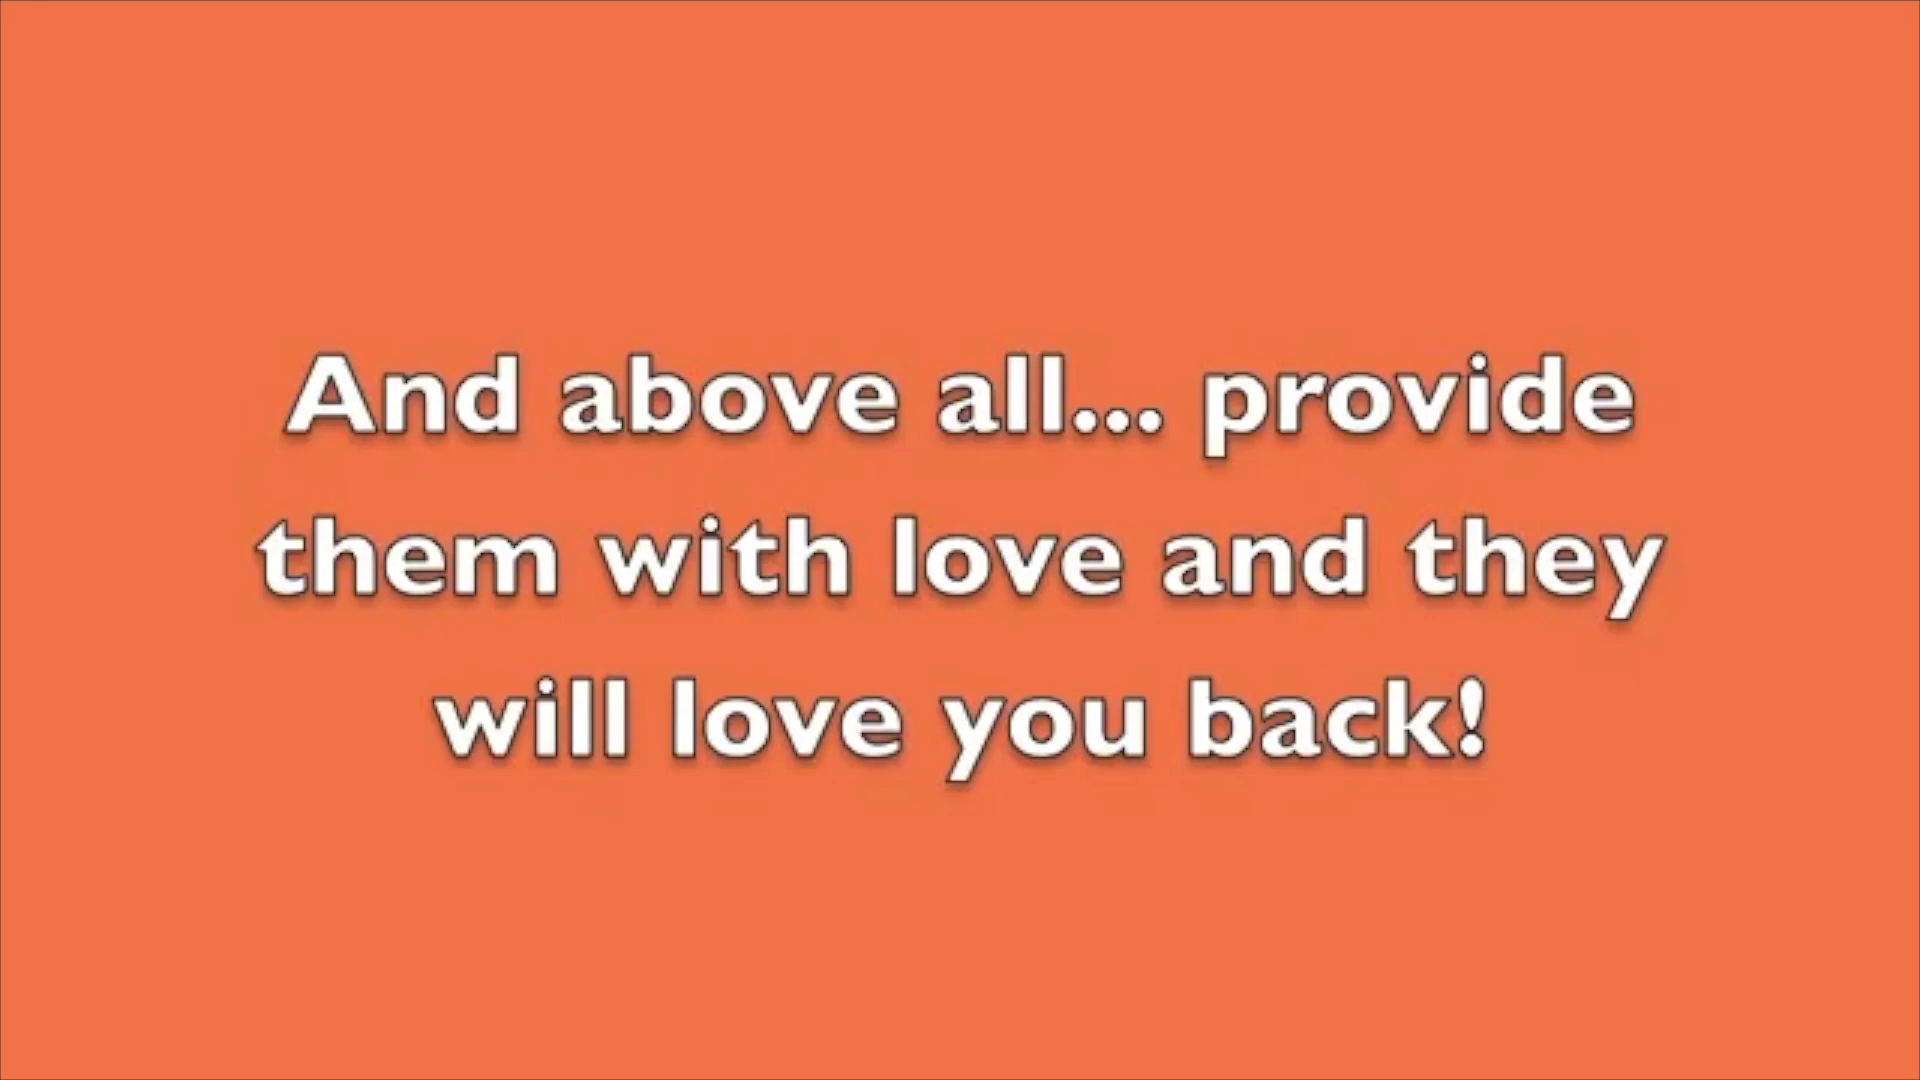 And above all... provide
them with love and they
will love you back!